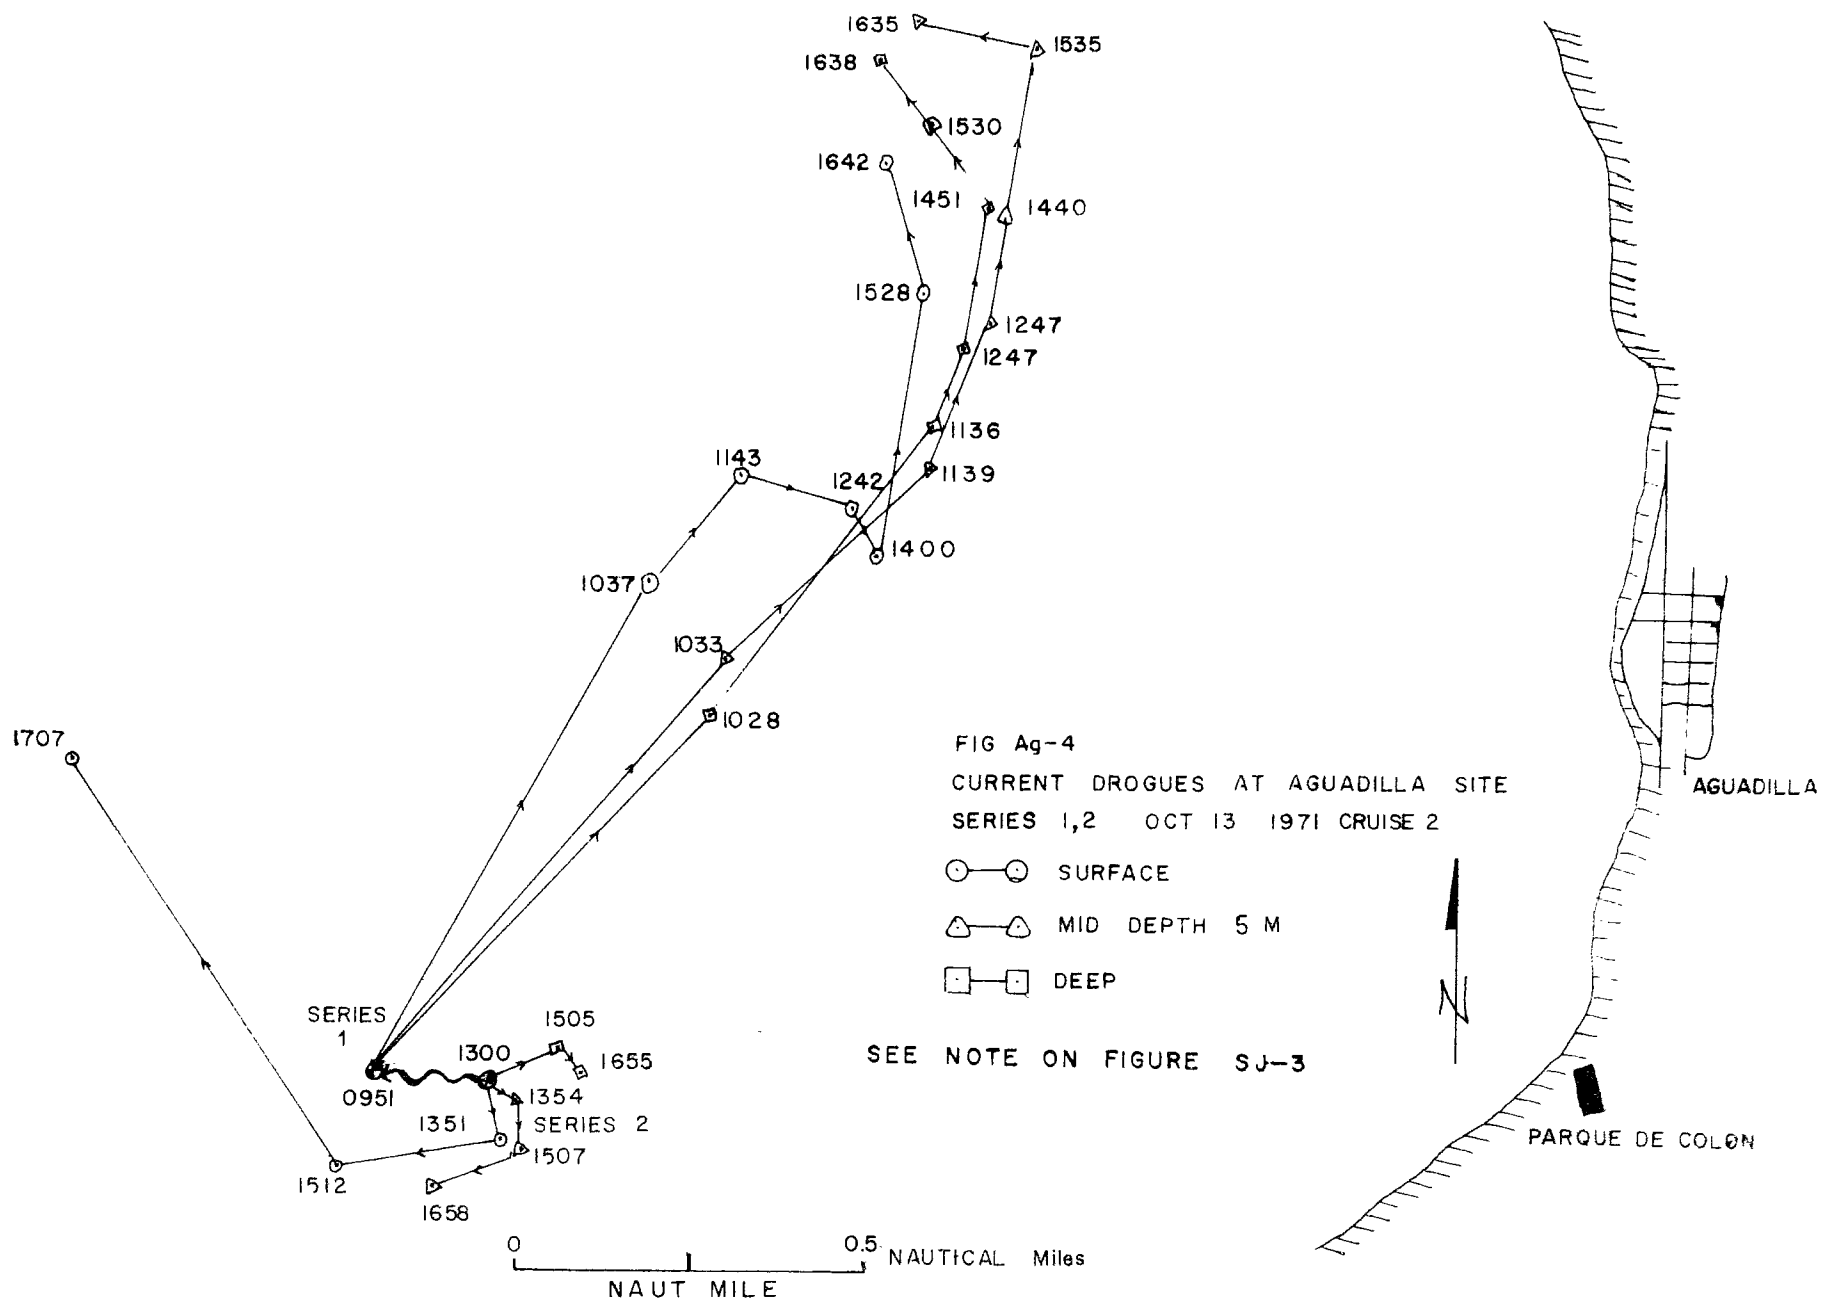 1635
1535
1638
1530
1642
1451
1440
1528
1247
1247
1136
1143
1139
1242
1400
1037
1033
1028
1707
FIG Ag-4
CURRENT DROGUES AT AGUADILLA SITE
SERIES 1,2 OCT 13 1971 CRUISE 2
SURFACE
MID DEPTH 5 M
DEEP
SEE NOTE ON FIGURE SJ-3
N
AGUADILLA
PARQUE DE COLON
SERIES
1
0951
1300
1505
1655
1354
1351
SERIES 2
1507
1512
1658
0 0.5
NAUTICAL Miles
NAUT MILE